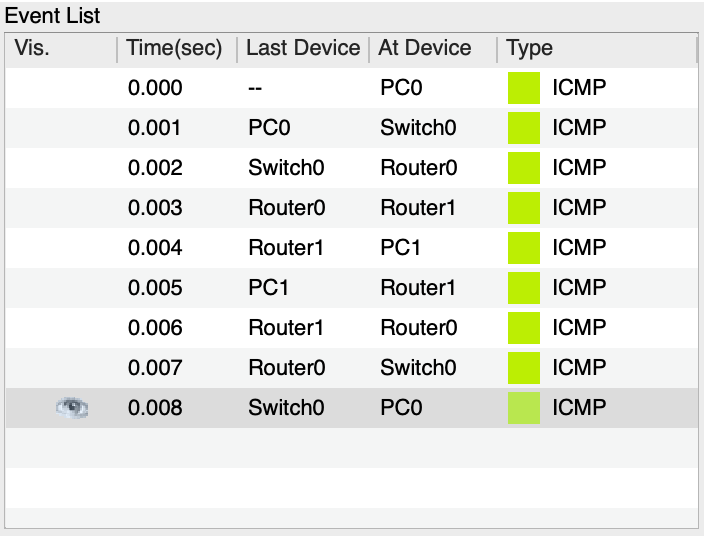 Event List
Vis. Time(sec) Last Device At Device Type
0.000 -- PC0 ICMP
0.001 PC0 Switch0 ICMP
0.002 Switch0 Router0 ICMP
0.003 Router0 Router1 ICMP
0.004 Router1 PC1 ICMP
0.005 PC1 Router1 ICMP
0.006 Router1 Router0 ICMP
0.007 Router0 Switch0 ICMP
0.008 Switch0 PC0 ICMP